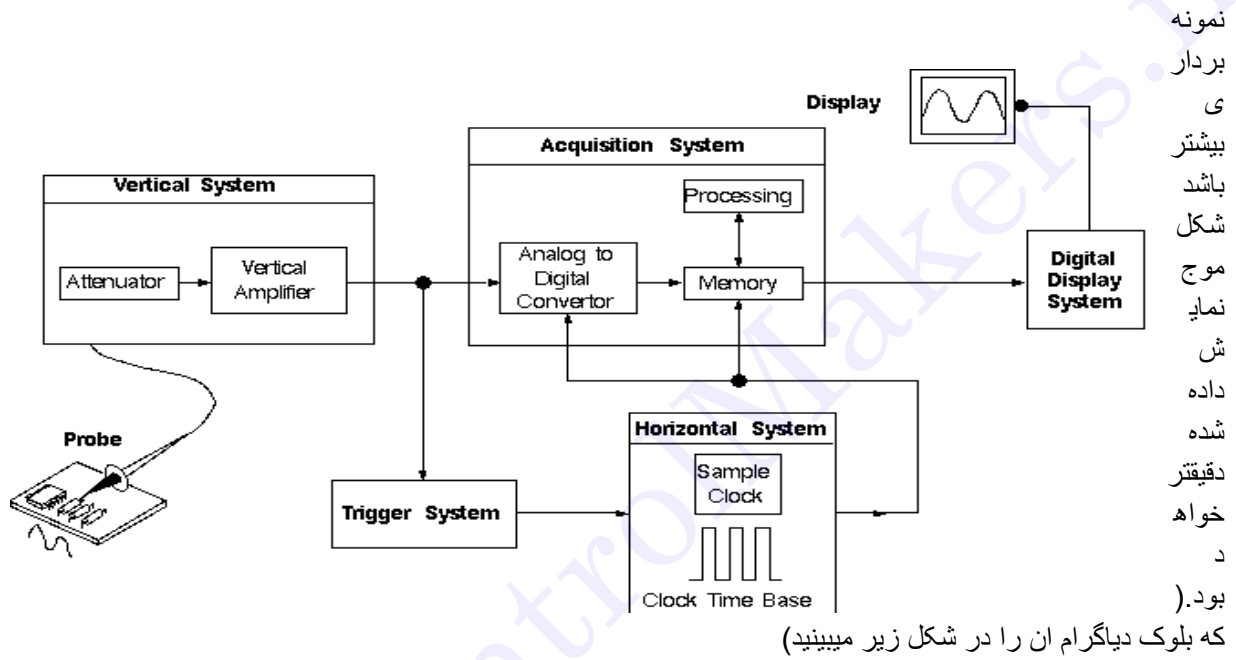 نمونه
بردار
ی
بیشتر
باشد
شکل
موج
نمای
ش
داده
شده
دقیقتر
خواه
د
بود.(
که بلوک دیاگرام ان را در شکل زیر میبینید)
Display
Acquisition System
Vertical System
Processing
Attenuator
Vertical
Amplifier
Analog to
Digital
Convertor
Memory
Digital
Display
System
Probe
Horizontal System
Sample
Clock
Trigger System
Clock Time Base